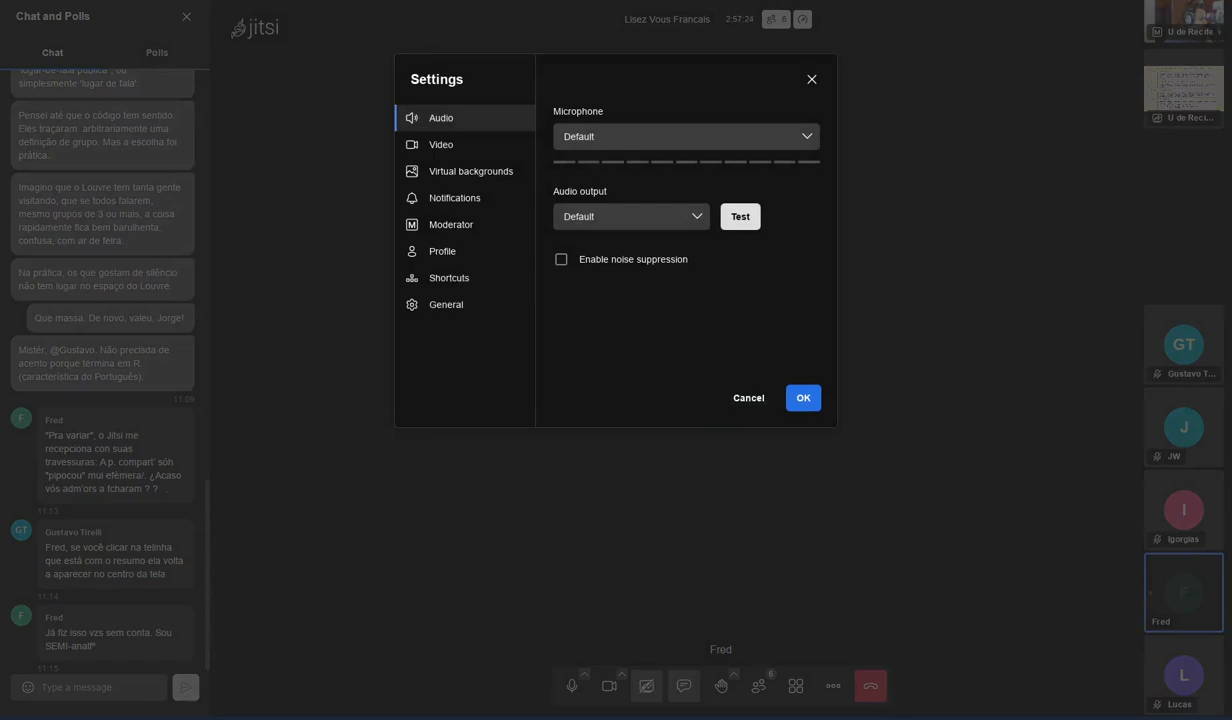 Chat and Polls
Chat
Polls
'lugar-de-fala pública', ou
simplesmente 'lugar de fala'.
Pensei até que o código tem sentido.
Eles traçaram arbitrariamente uma
definição de grupo. Mas a escolha foi
prática.
Imagino que o Louvre tem tanta gente
visitando, que se todos falarem,
mesmo grupos de 3 ou mais, a coisa
rapidamente fica bem barulhenta,
confusa, com ar de feira.
Na prática, os que gostam de silêncio
não tem lugar no espaço do Louvre.
Que massa. De novo, valeu, Jorge!
Mistér, @Gustavo. Não precisda de
acento porque termina em R.
(característica do Português).
11:09
F
Fred
"Pra variar", o Jitsi me
recepciona con suas
travessuras: A p. compart' sóh
"pipocou" mui efêmera/. ¿Acaso
vós adm'ors a fcharam ? ? .
11:13
GT
Gustavo Tirelli
Fred, se você clicar na telinha
que está com o resumo ela volta
a aparecer no centro da tela
11:14
F
Fred
Já fiz isso vzs sem conta. Sou
11:15
Type a message
jitsi
Lisez Vous Francais
2:57:24
6
Settings
Audio
Video
Virtual backgrounds
Notifications
M
Moderator
Profile
Shortcuts
General
Microphone
Default
Audio output
Default
Test
Enable noise suppression
Cancel
OK
Fred
6
M
U de Recife
U de Reci...
GT
Gustavo T...
J
JW
I
Igorgias
F
Fred
L
Lucas